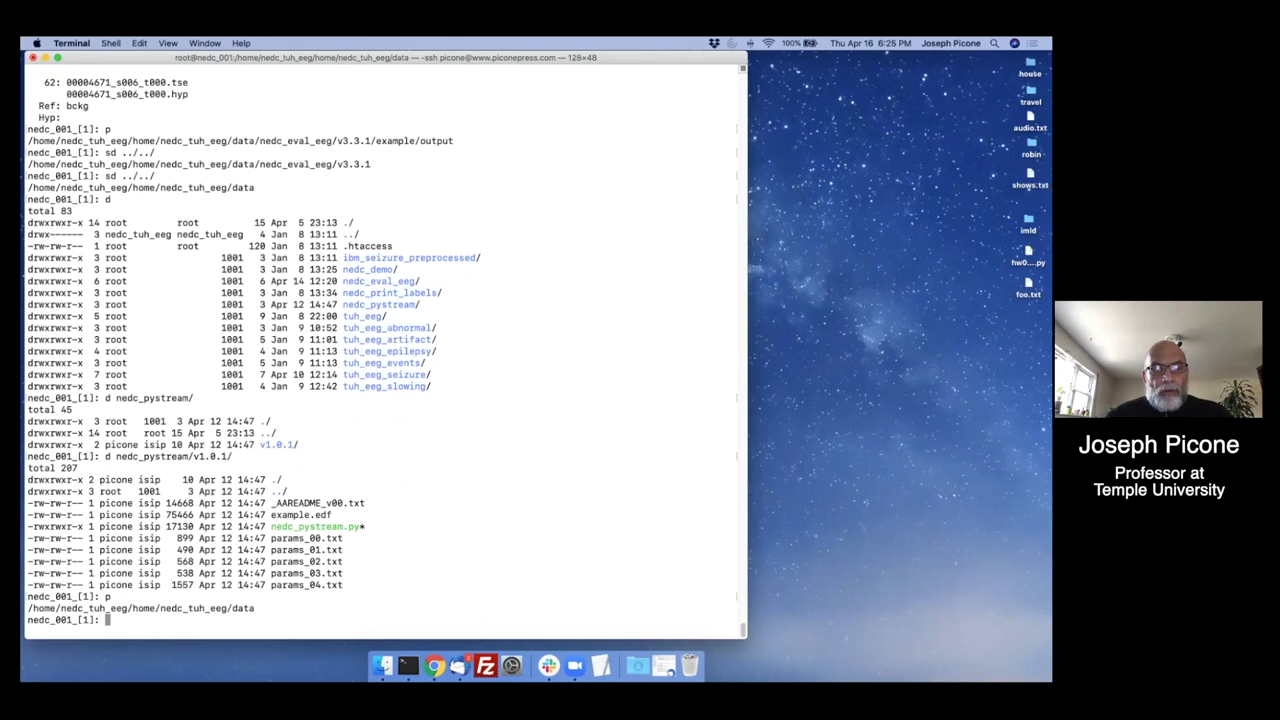 Terminal Shell Edit View Window Help 100% Thu Apr 16 6:25 PM Joseph Picone
root@nedc_001:/home/nedc_tuh_eeg/home/nedc_tuh_eeg/data — -ssh picone@www.piconepress.com — 128×48
62: 00004671_s006_t000.tse
00004671_s006_t000.hyp
Ref: bckg
Hyp:
nedc_001_[1]: p
/home/nedc_tuh_eeg/home/nedc_tuh_eeg/data/nedc_eval_eeg/v3.3.1/example/output
nedc_001_[1]: sd ../../
/home/nedc_tuh_eeg/home/nedc_tuh_eeg/data/nedc_eval_eeg/v3.3.1
nedc_001_[1]: sd ../../
/home/nedc_tuh_eeg/home/nedc_tuh_eeg/data
nedc_001_[1]: d
total 83
drwxrwxr-x 14 root root 15 Apr 5 23:13 ./
drwx------ 3 nedc_tuh_eeg nedc_tuh_eeg 4 Jan 8 13:11 ../
-rw-rw-r-- 1 root root 120 Jan 8 13:11 .htaccess
drwxrwxr-x 3 root 1001 3 Jan 8 13:11 ibm_seizure_preprocessed/
drwxrwxr-x 3 root 1001 3 Jan 8 13:25 nedc_demo/
drwxrwxr-x 6 root 1001 6 Apr 14 12:20 nedc_eval_eeg/
drwxrwxr-x 3 root 1001 3 Jan 8 13:34 nedc_print_labels/
drwxrwxr-x 3 root 1001 3 Apr 12 14:47 nedc_pystream/
drwxrwxr-x 5 root 1001 9 Jan 8 22:00 tuh_eeg/
drwxrwxr-x 3 root 1001 3 Jan 9 10:52 tuh_eeg_abnormal/
drwxrwxr-x 3 root 1001 5 Jan 9 11:01 tuh_eeg_artifact/
drwxrwxr-x 4 root 1001 4 Jan 9 11:13 tuh_eeg_epilepsy/
drwxrwxr-x 3 root 1001 5 Jan 9 11:13 tuh_eeg_events/
drwxrwxr-x 7 root 1001 7 Apr 10 12:14 tuh_eeg_seizure/
drwxrwxr-x 3 root 1001 4 Jan 9 12:42 tuh_eeg_slowing/
nedc_001_[1]: d nedc_pystream/
total 45
drwxrwxr-x 3 root 1001 3 Apr 12 14:47 ./
drwxrwxr-x 14 root root 15 Apr 5 23:13 ../
drwxrwxr-x 2 picone isip 10 Apr 12 14:47 v1.0.1/
nedc_001_[1]: d nedc_pystream/v1.0.1/
total 207
drwxrwxr-x 2 picone isip 10 Apr 12 14:47 ./
drwxrwxr-x 3 root 1001 3 Apr 12 14:47 ../
-rw-rw-r-- 1 picone isip 14668 Apr 12 14:47 _AAREADME_v00.txt
-rw-rw-r-- 1 picone isip 75466 Apr 12 14:47 example.edf
-rwxrwxr-x 1 picone isip 17130 Apr 12 14:47 nedc_pystream.py*
-rw-rw-r-- 1 picone isip 899 Apr 12 14:47 params_00.txt
-rw-rw-r-- 1 picone isip 490 Apr 12 14:47 params_01.txt
-rw-rw-r-- 1 picone isip 568 Apr 12 14:47 params_02.txt
-rw-rw-r-- 1 picone isip 538 Apr 12 14:47 params_03.txt
-rw-rw-r-- 1 picone isip 1557 Apr 12 14:47 params_04.txt
nedc_001_[1]: p
/home/nedc_tuh_eeg/home/nedc_tuh_eeg/data
nedc_001_[1]:
house
travel
audio.txt
robin
shows.txt
imld
hw0....py
foo.txt
Joseph Picone
Professor at
Temple University